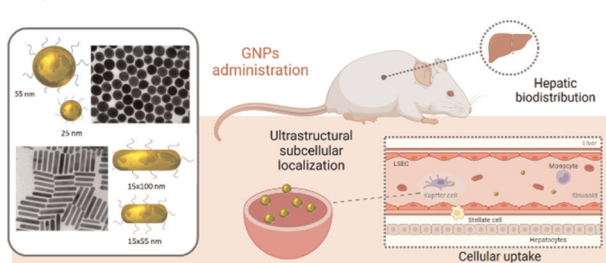 GNPs
administration
Hepatic
biodistribution
55 nm
25 nm
15x100 nm
15x55 nm
Ultrastructural
subcellular
localization
Liver
LSEC
Monocyte
Kupffer cell
Sinusoid
Stellate cell
Hepatocytes
Cellular uptake